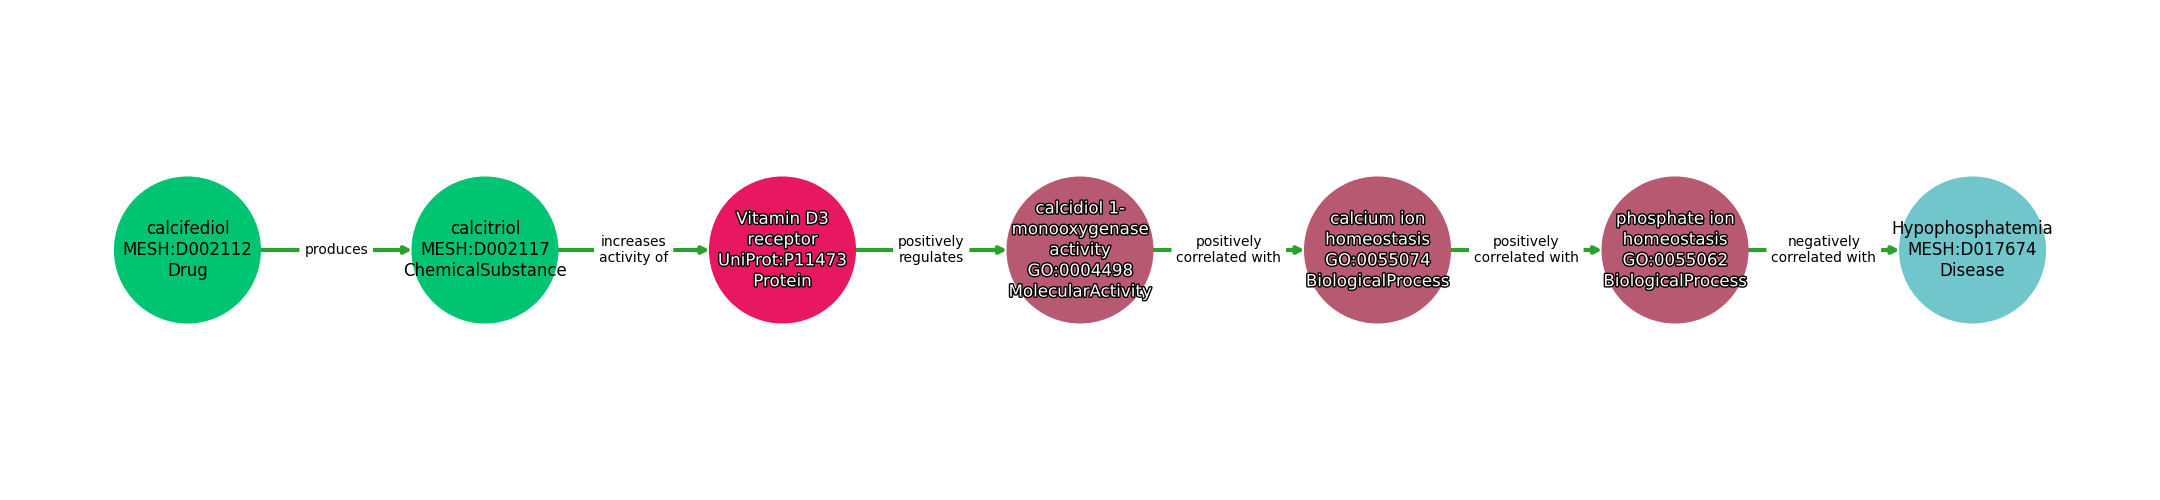 calcifediol
MESH:D002112
Drug
produces
calcitriol
MESH:D002117
ChemicalSubstance
increases
activity of
Vitamin D3
receptor
UniProt:P11473
Protein
positively
regulates
calcidiol 1-
monooxygenase
activity
GO:0004498
MolecularActivity
positively
correlated with
calcium ion
homeostasis
GO:0055074
BiologicalProcess
positively
correlated with
phosphate ion
homeostasis
GO:0055062
BiologicalProcess
negatively
correlated with
Hypophosphatemia
MESH:D017674
Disease